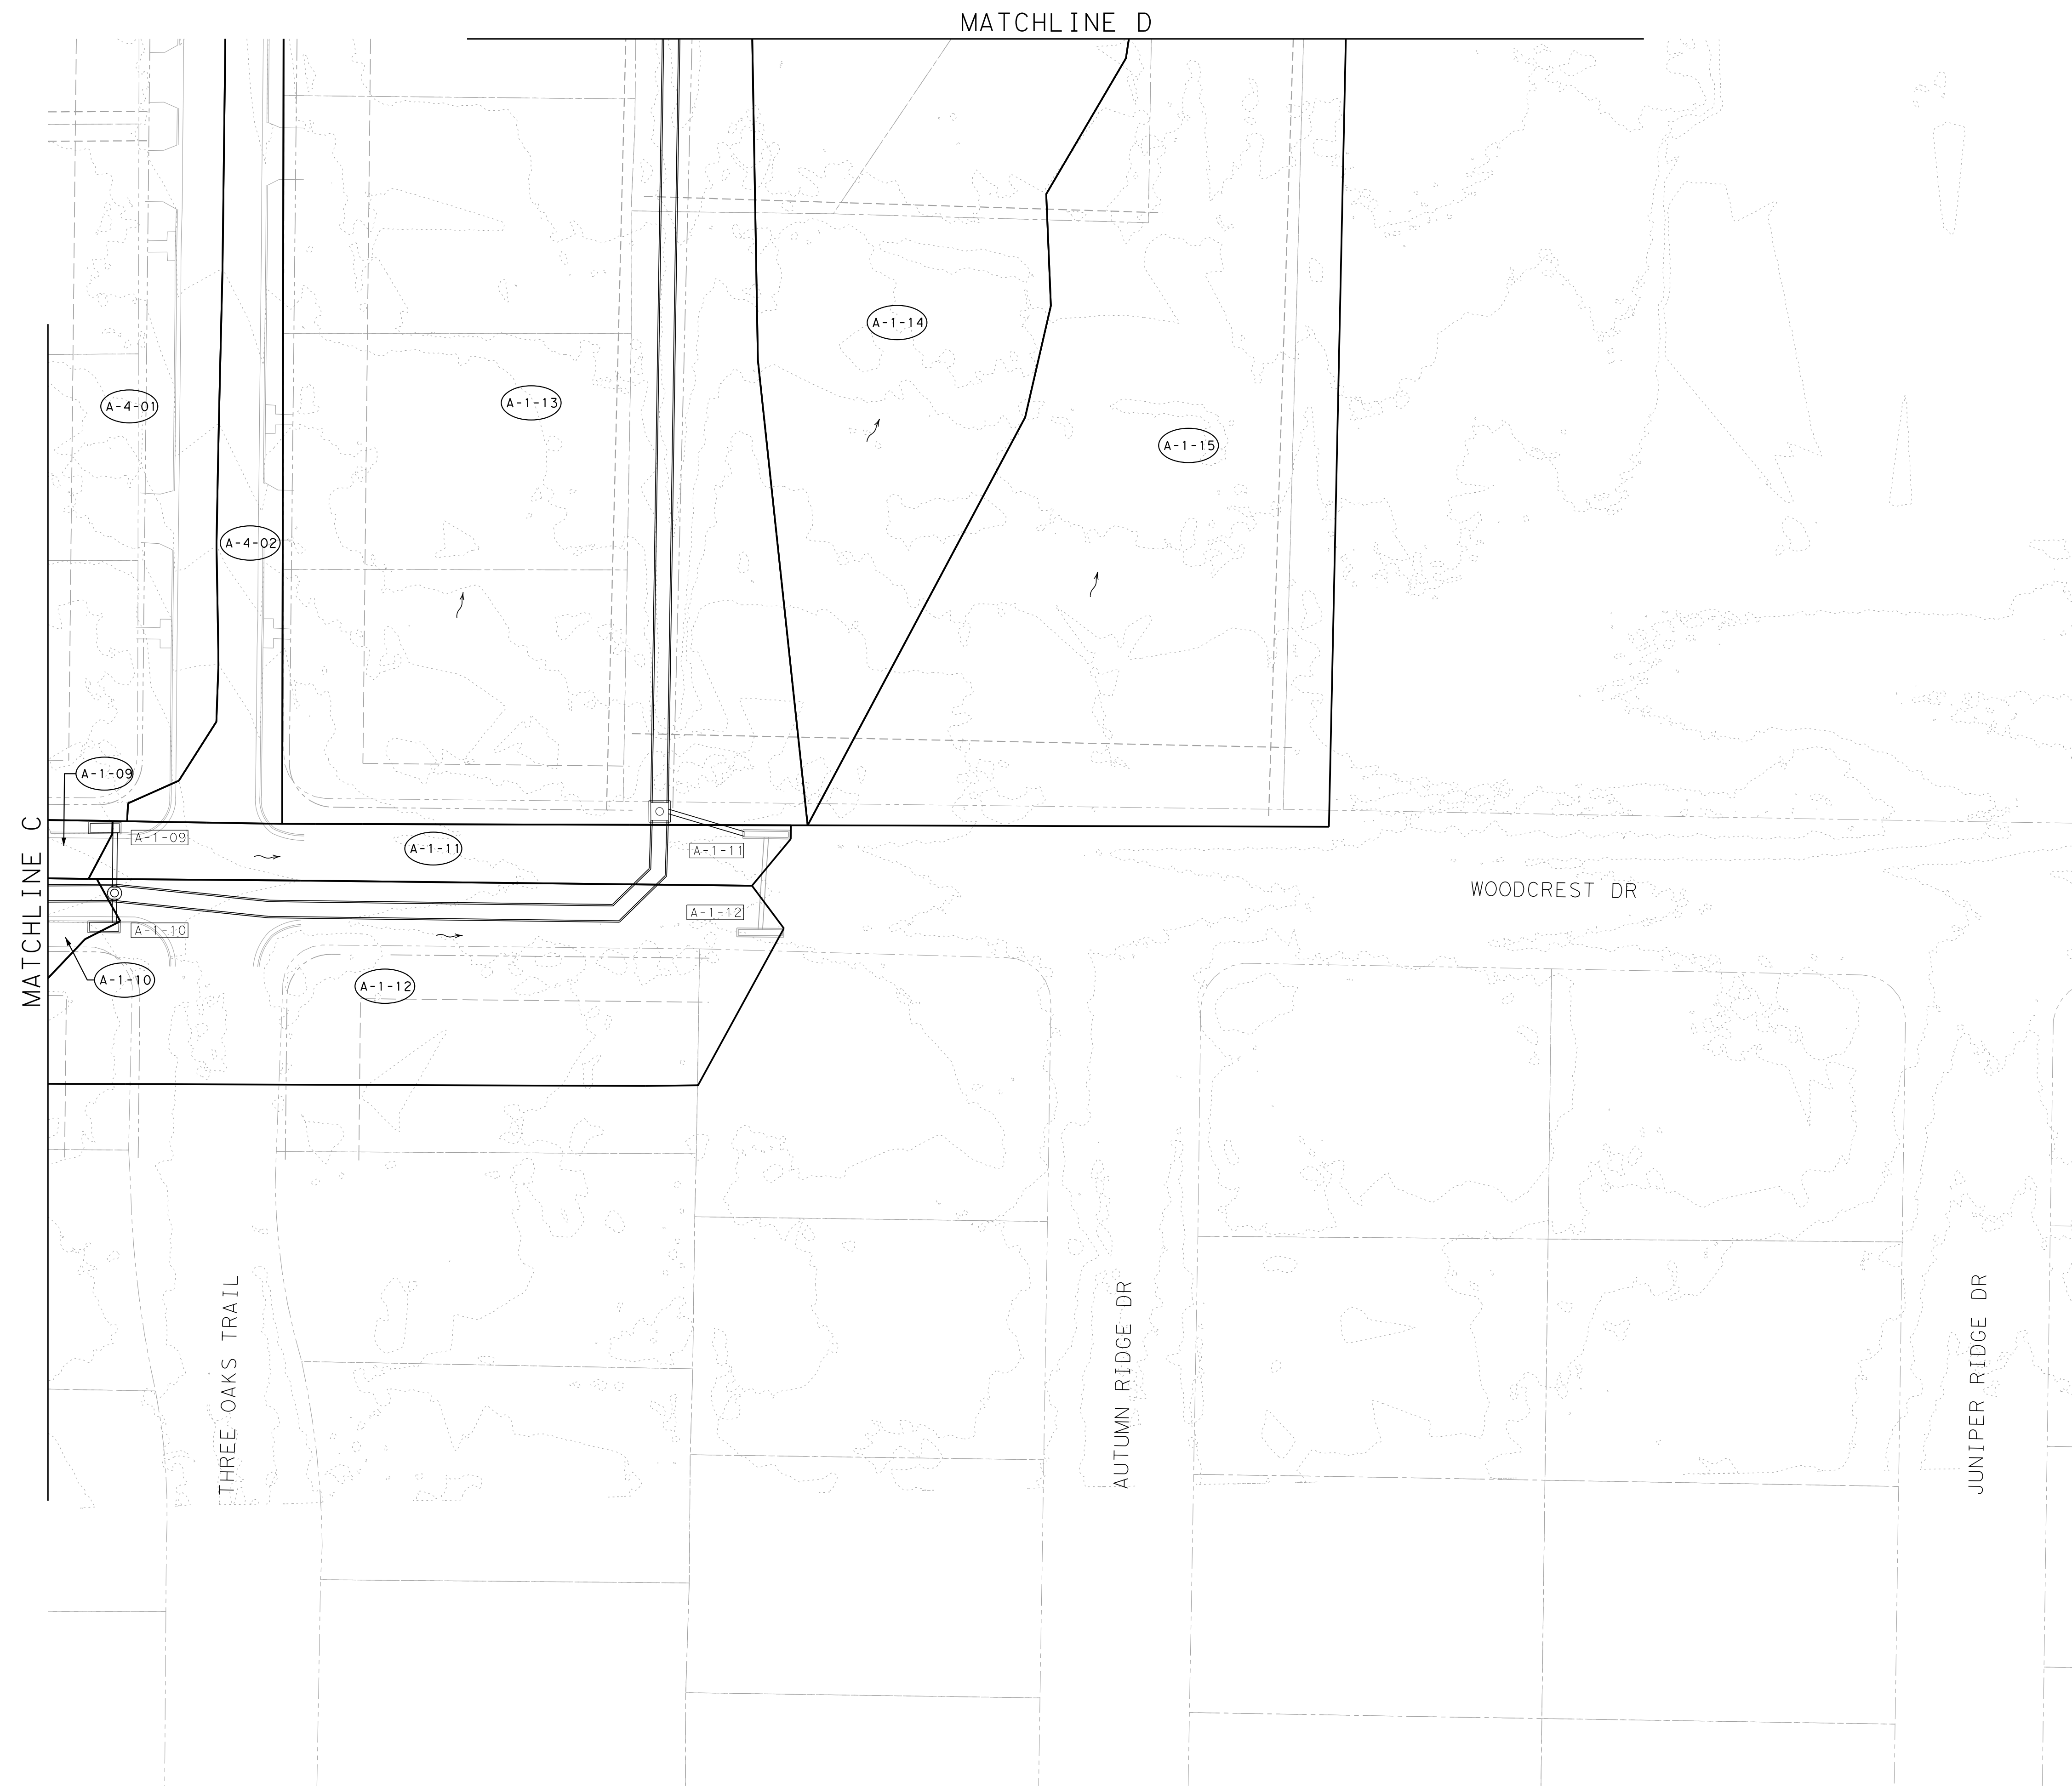 MATCHLINE D
A-1-14
A-1-13
A-4-01
A-1-15
A-4-02
A-1-09
MATCHLINE C
A-1-09
A-1-11
A-1-11
WOODCREST DR
A-1-12
A-1-10
A-1-10
A-1-12
THREE OAKS TRAIL
AUTUMN RIDGE DR
JUNIPER RIDGE DR